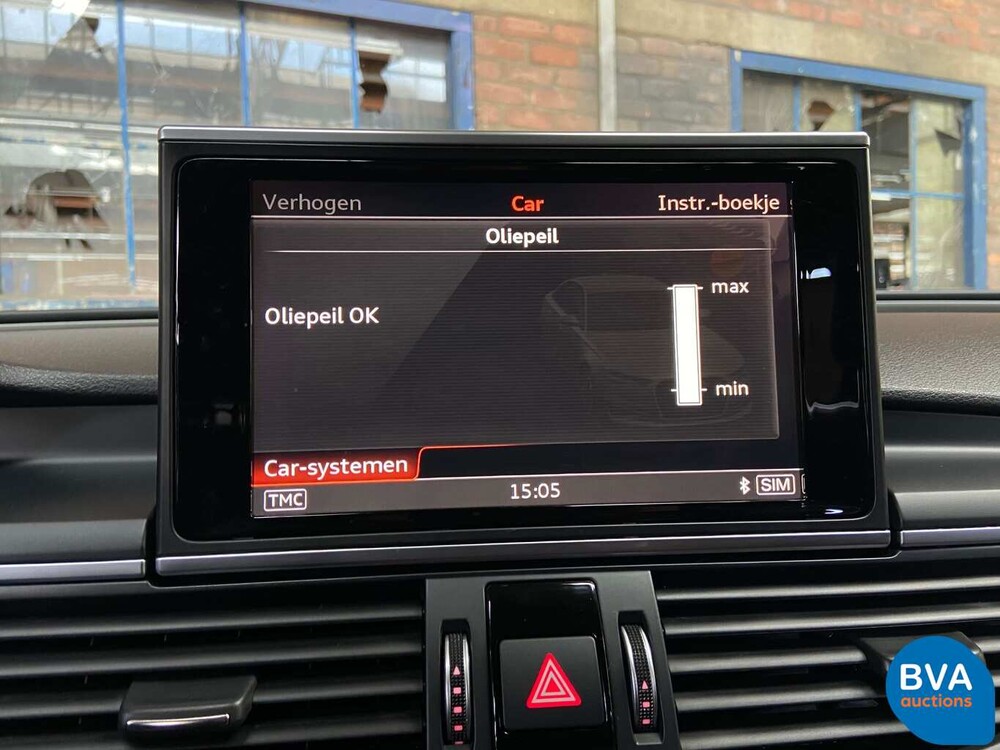 Verhogen Car Instr.-boekje
Oliepeil
max
Oliepeil OK
min
Car-systemen
TMC 15:05 SIM
BVA
auctions